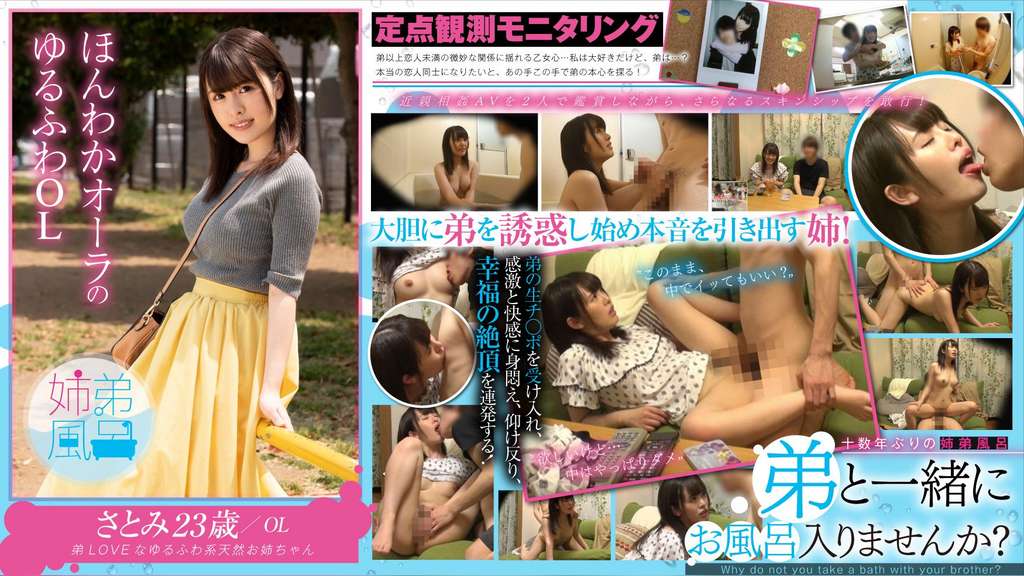 ほんわかオーラの
ゆるふわOL
姉弟
風呂
さとみ23歳/OL
弟LOVEなゆるふわ系天然お姉ちゃん
定点観測モニタリング
弟以上恋人未満の微妙な関係に揺れる乙女心…私は大好きだけど、弟は…?
本当の恋人同士になりたいと、あの手この手で弟の本心を探る!
近親相姦AVを2人で鑑賞しながら、さらなるスキンシップを敢行!
大胆に弟を誘惑し始め本音を引き出す姉!
弟の生チ〇ポを受け入れ、
感激と快感に身悶え、仰け反り、
幸福の絶頂を連発する!
"このまま、
中でイッてもいい?"
中はやっぱりダメ"
十数年ぶりの姉弟風呂
弟と一緒に
お風呂入りませんか?
Why do not you take a bath with your brother?